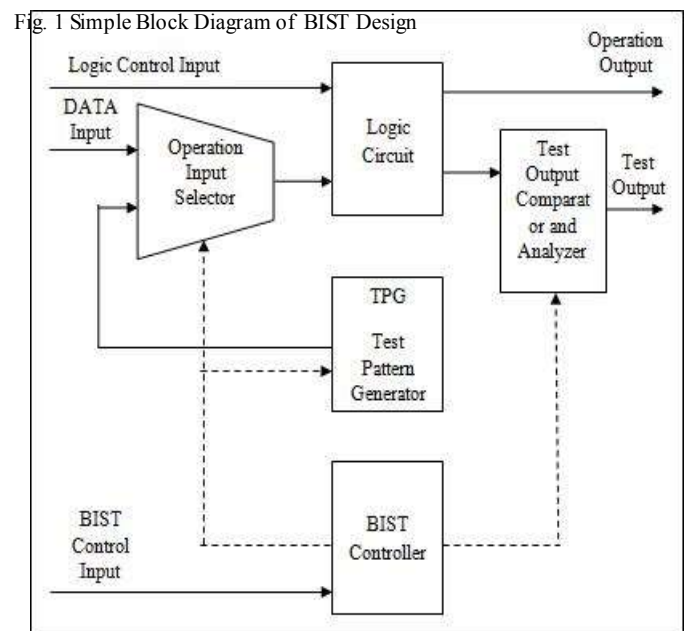 Fig. 1 Simple Block Diagram of BIST Design
Operation
Output
Logic Control Input
DATA
Input
Operation
Input
Selector
Logic
Circuit
Test
Output
Comparat
or and
Analyzer
Test
Output
TPG
Test
Pattern
Generator
BIST
Control
Input
BIST
Controller